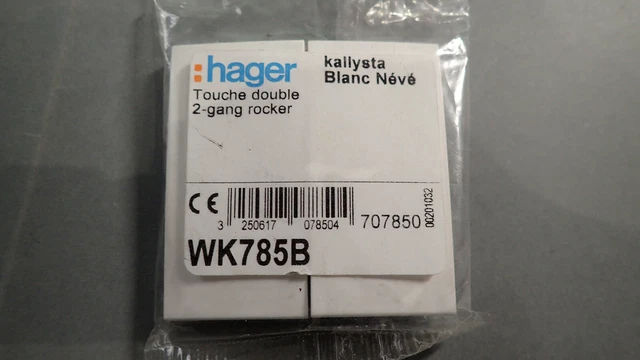 hager
kallysta
Blanc Névé
Touche double
2-gang rocker
CE
3 250617 078504
707850
00201032
WK785B